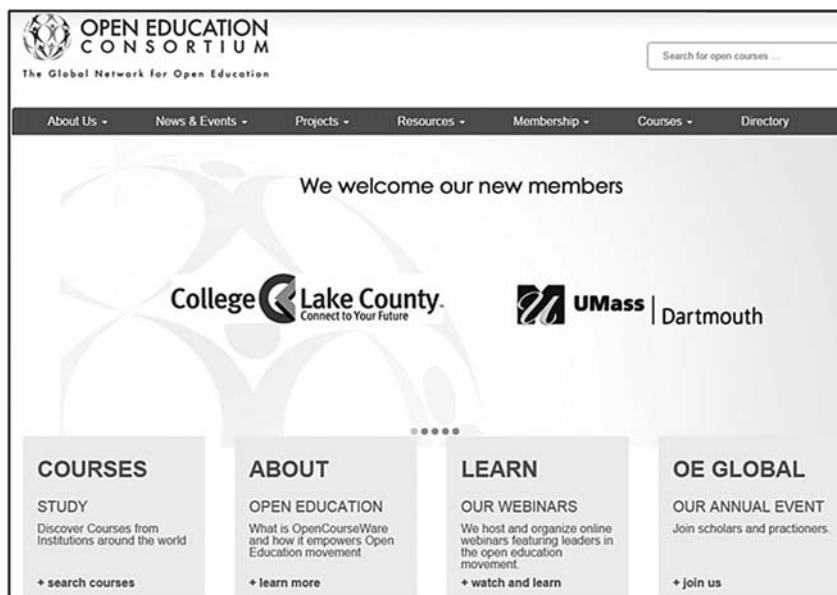 OPEN EDUCATION
CONSORTIUM
The Global Network for Open Education
Search for open courses ...
About Us
News & Events
Projects
Resources
Membership
Courses
Directory
We welcome our new members
College Lake County
Connect to Your Future
UMass | Dartmouth
COURSES
STUDY
Discover Courses from
Institutions around the world
+ search courses
ABOUT
OPEN EDUCATION
What is OpenCourseWare
and how it empowers Open
Education movement
+ learn more
LEARN
OUR WEBINARS
We host and organize online
webinars featuring leaders in
the open education
movement.
+ watch and learn
OE GLOBAL
OUR ANNUAL EVENT
Join scholars and practioners.
+ join us